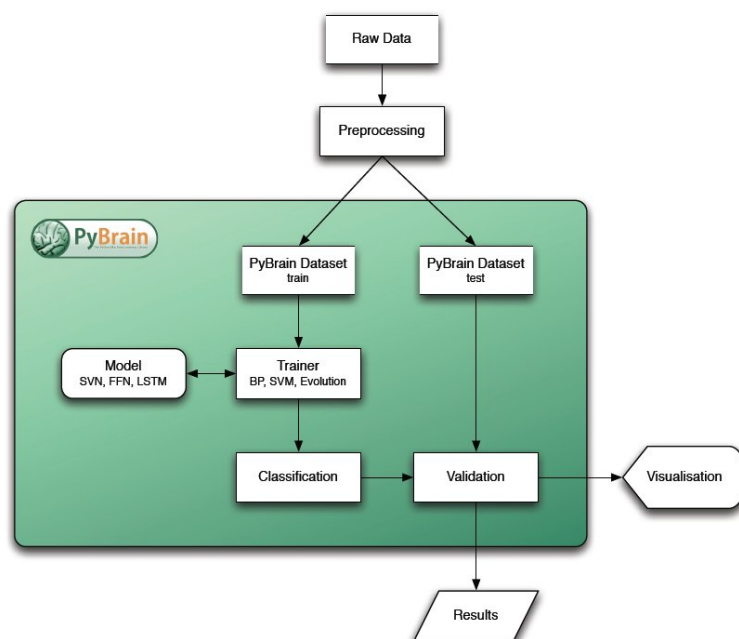 Raw Data
Preprocessing
PyBrain
PyBrain Dataset
train
PyBrain Dataset
test
Model
SVN, FFN, LSTM
Trainer
BP, SVM, Evolution
Classification
Validation
Visualisation
Results